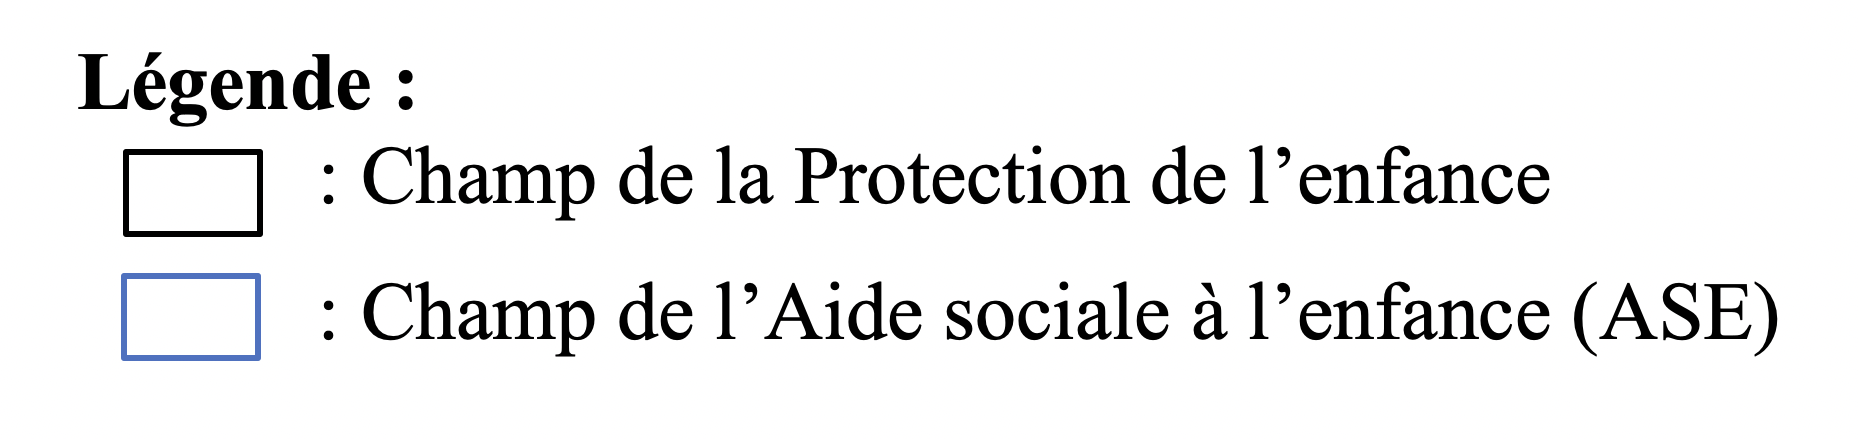 Légende :
: Champ de la Protection de l’enfance
: Champ de l’Aide sociale à l’enfance (ASE)